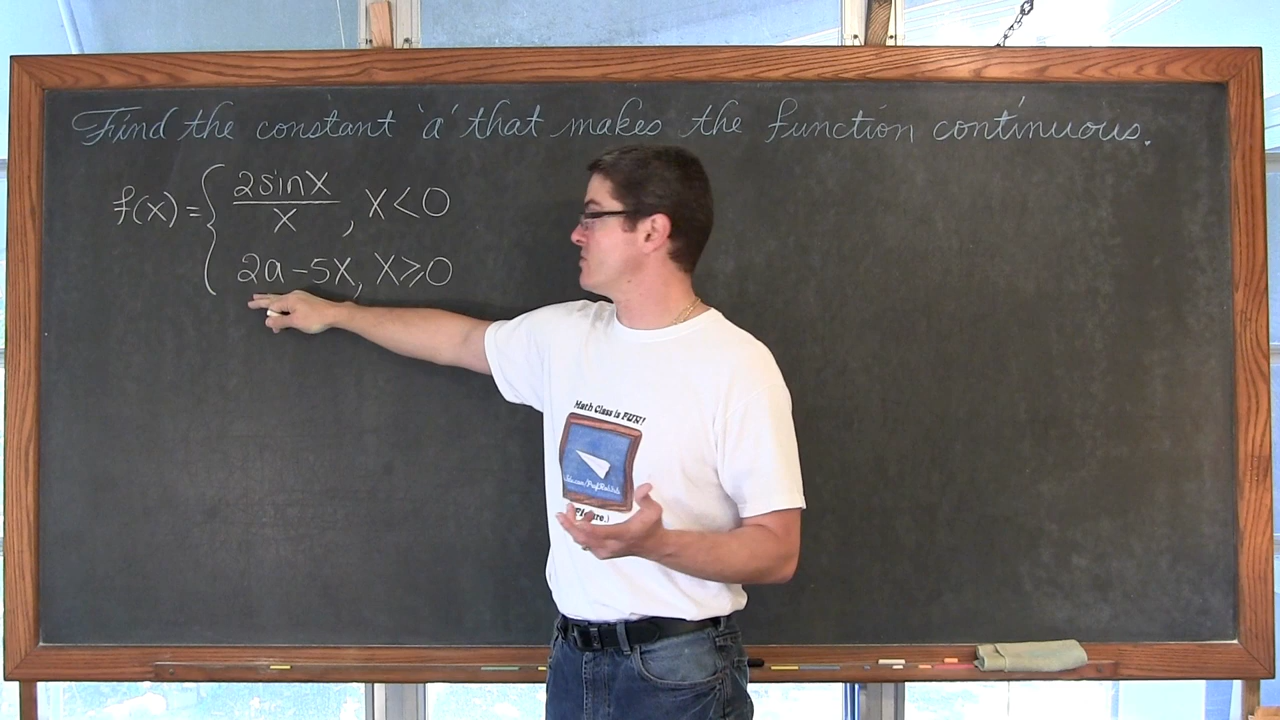 Find the constant 'a' that makes the function continuous.
f(x) = { 2sinx / x , x < 0
2a - 5x, x ≥ 0
Math Class is FUN!